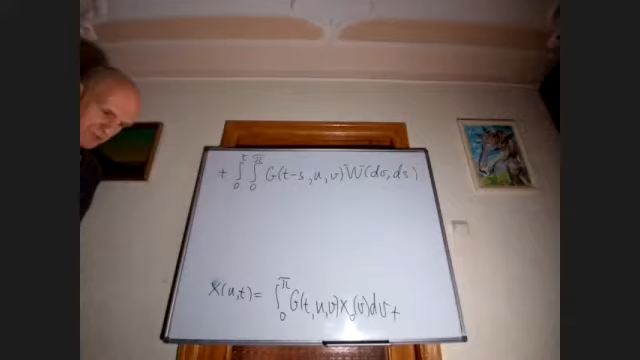 + ∫₀ᵗ ∫₀^π G(t-s, u, v) W(dv, ds),
X(u,t) = ∫₀^π G(t, u, v) X₀(v) dv +